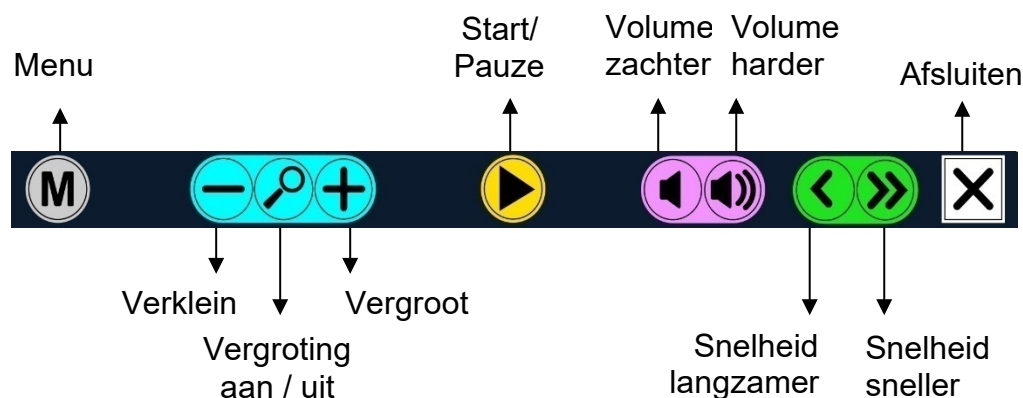 Menu
Start/
Pauze
Volume
zachter
Volume
harder
Afsluiten
M
Verklein
Vergroting
aan / uit
Vergroot
Snelheid
langzamer
Snelheid
sneller